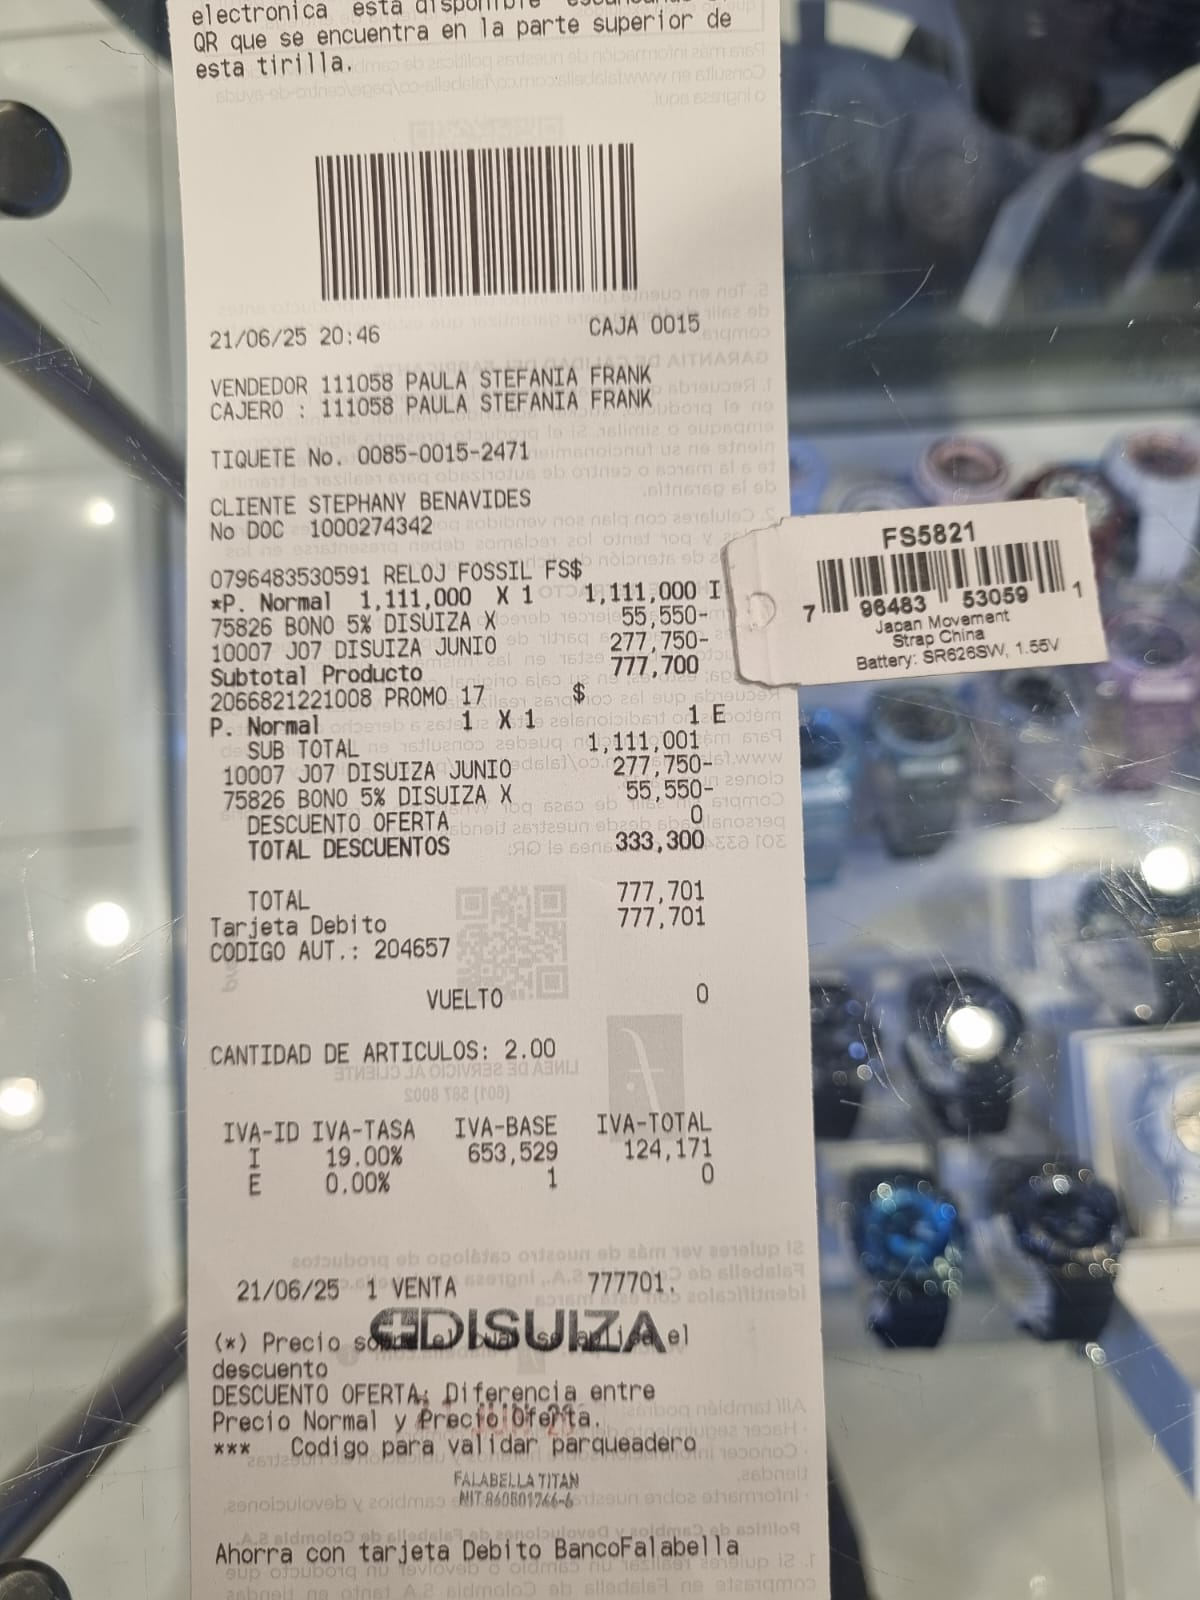 electronica esta disponible
QR que se encuentra en la parte superior de
esta tirilla.
21/06/25 20:46 CAJA 0015
VENDEDOR 111058 PAULA STEFANIA FRANK
CAJERO : 111058 PAULA STEFANIA FRANK
TIQUETE No. 0085-0015-2471
CLIENTE STEPHANY BENAVIDES
No DOC 1000274342
0796483530591 RELOJ FOSSIL FS$
*P. Normal 1,111,000 X 1 1,111,000 I
75826 BONO 5% DISUIZA X 55,550-
10007 J07 DISUIZA JUNIO 277,750-
Subtotal Producto 777,700
2066821221008 PROMO 17 $
P. Normal 1 X 1 1 E
SUB TOTAL 1,111,001
10007 J07 DISUIZA JUNIO 277,750-
75826 BONO 5% DISUIZA X 55,550-
DESCUENTO OFERTA 0
TOTAL DESCUENTOS 333,300
TOTAL 777,701
Tarjeta Debito 777,701
CODIGO AUT.: 204657
VUELTO 0
CANTIDAD DE ARTICULOS: 2.00
IVA-ID IVA-TASA IVA-BASE IVA-TOTAL
I 19.00% 653,529 124,171
E 0.00% 1 0
21/06/25 1 VENTA 777701.
DISUIZA
(*) Precio sobre el cual se aplica el
descuento
DESCUENTO OFERTA: Diferencia entre
Precio Normal y Precio Oferta.
*** Codigo para validar parqueadero
FALABELLA TITAN
NIT.860501766-6
Ahorra con tarjeta Debito BancoFalabella
FS5821
7 96483 53059 1
Japan Movement
Strap China
Battery: SR626SW, 1.55V